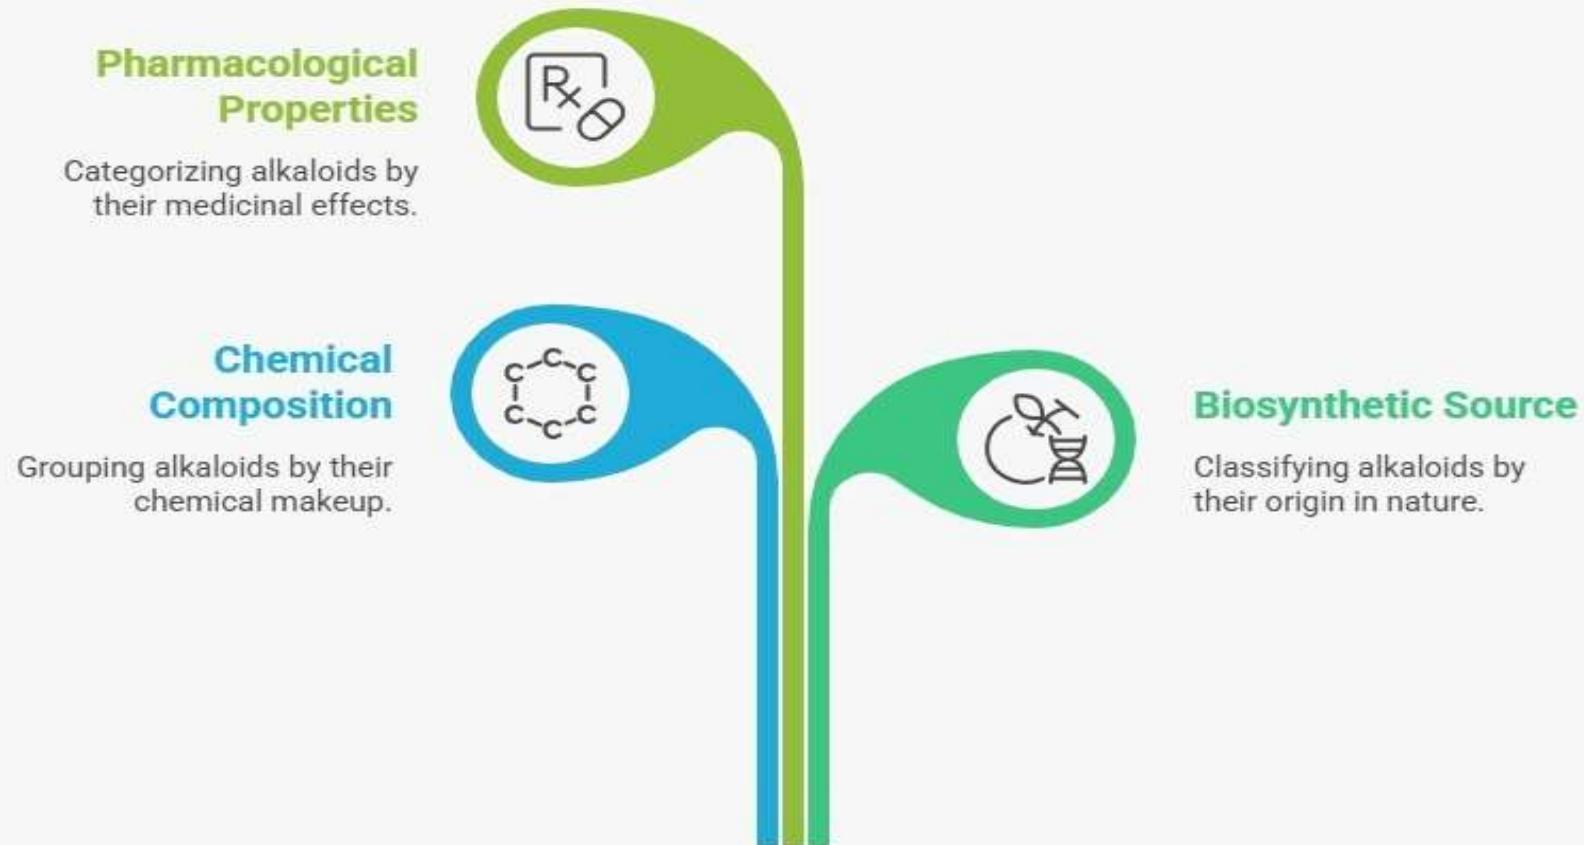 Pharmacological
Properties
Categorizing alkaloids by
their medicinal effects.
Rx
Chemical
Composition
Grouping alkaloids by their
chemical makeup.
C
C
C
C
C
C
Biosynthetic Source
Classifying alkaloids by
their origin in nature.